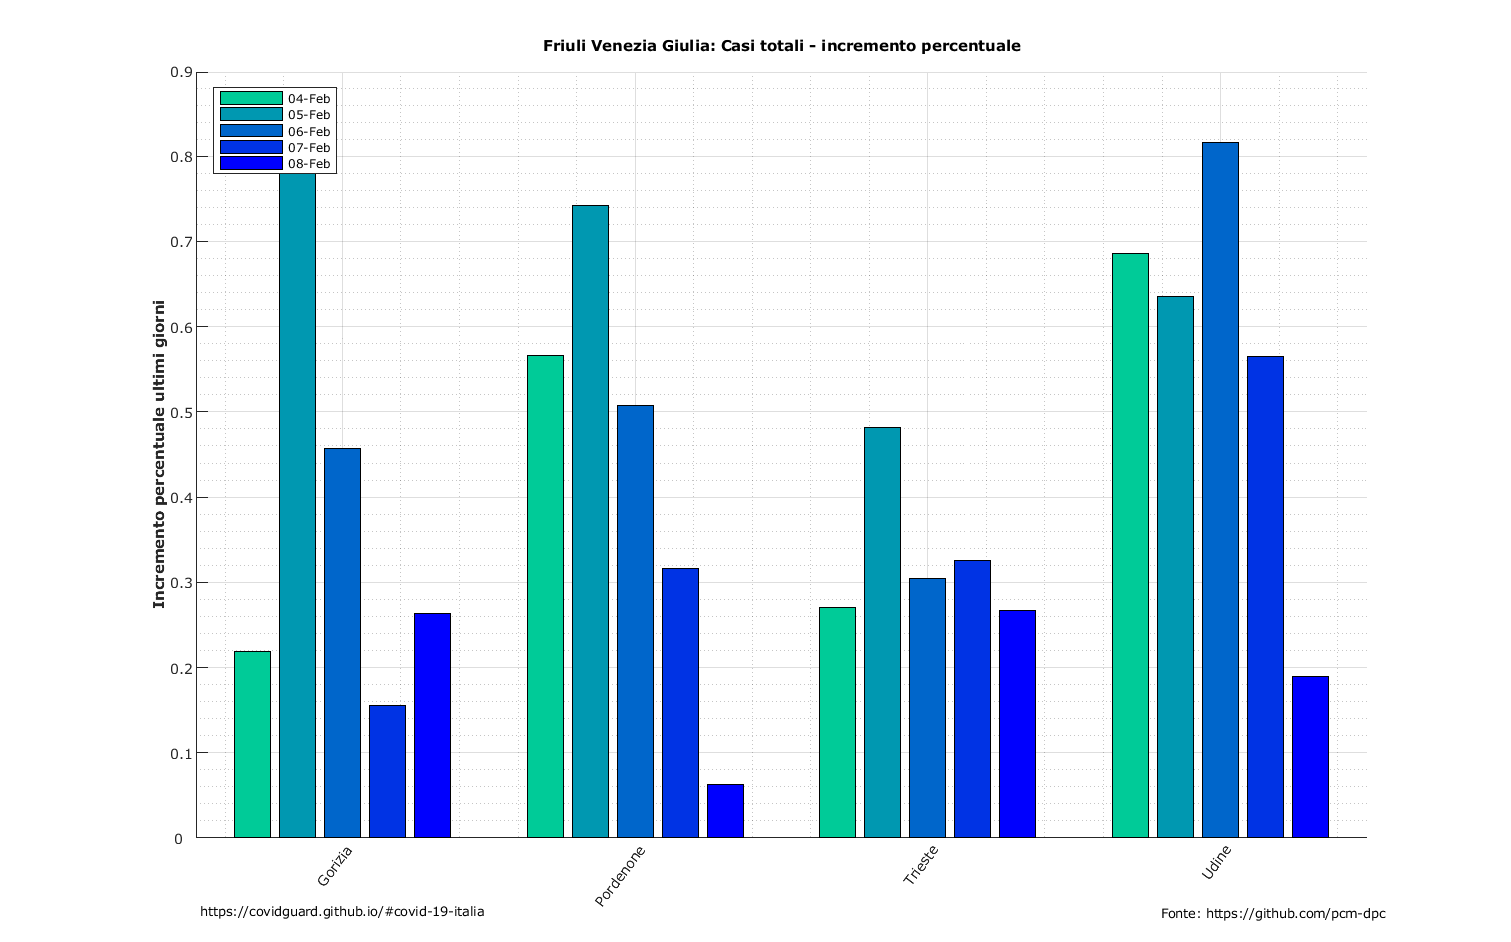 Friuli Venezia Giulia: Casi totali - incremento percentuale
Incremento percentuale ultimi giorni
0.9
0.8
0.7
0.6
0.5
0.4
0.3
0.2
0.1
0
04-Feb
05-Feb
06-Feb
07-Feb
08-Feb
Gorizia
Pordenone
Trieste
Udine
https://covidguard.github.io/#covid-19-italia
Fonte: https://github.com/pcm-dpc